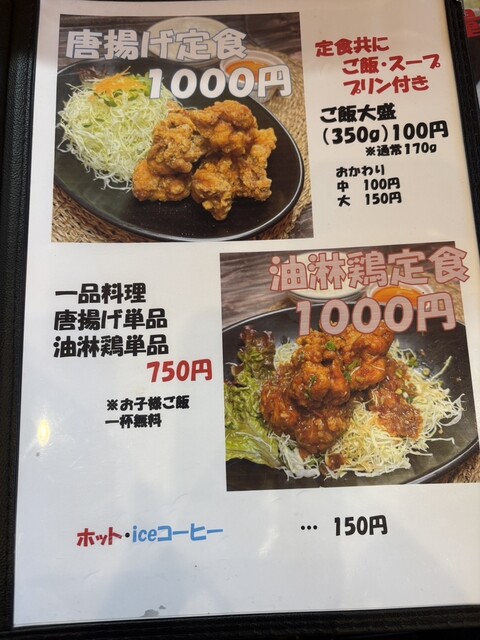 唐揚げ定食
1000円
定食共に
ご飯・スープ
プリン付き
ご飯大盛
(350g)100円
※通常170g
おかわり
中 100円
大 150円
油淋鶏定食
1000円
一品料理
唐揚げ単品
油淋鶏単品
750円
※お子様ご飯
一杯無料
ホット・iceコーヒー … 150円